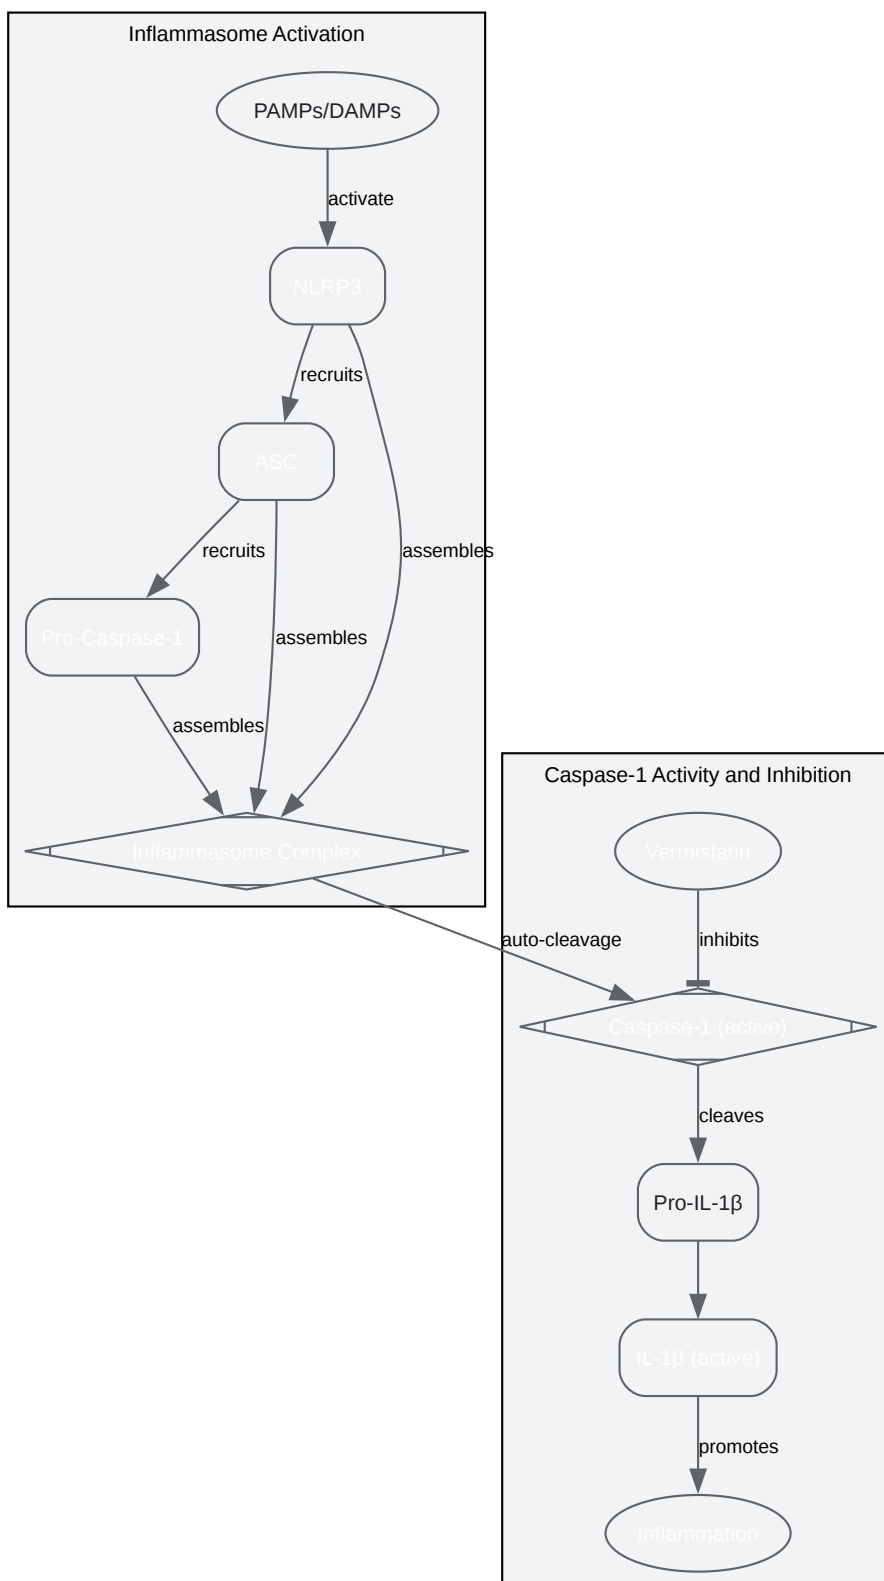 Inflammasome Activation
PAMPs/DAMPs
activate
NLRP3
recruits
ASC
recruits
assembles
Pro-Caspase-1
assembles
assembles
Inflammasome Complex
Caspase-1 Activity and Inhibition
Vermistatin
auto-cleavage
inhibits
Caspase-1 (active)
cleaves
Pro-IL-1β
IL-1β (active)
promotes
Inflammation